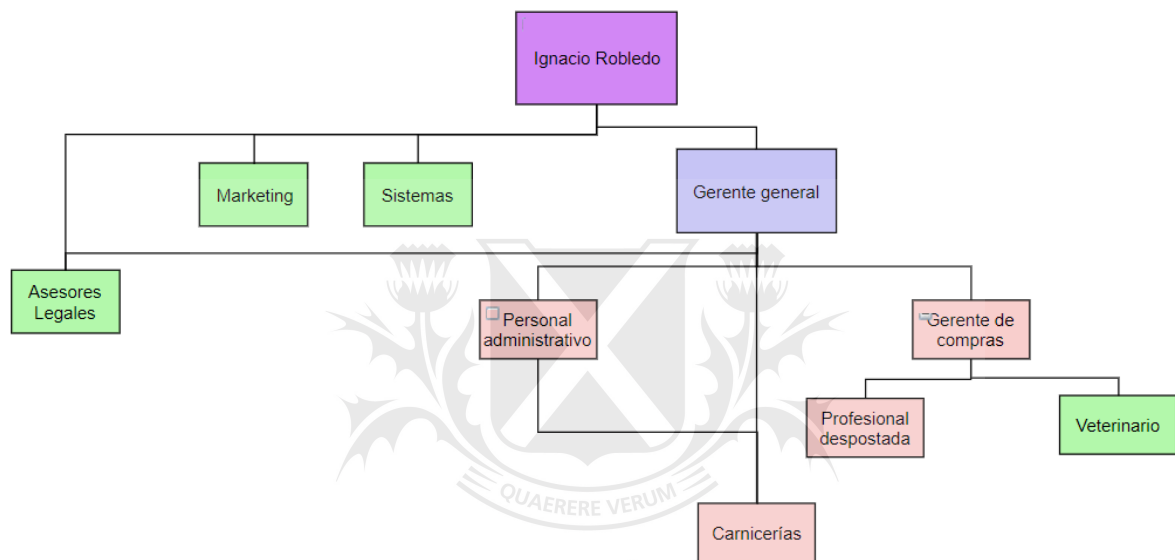 Ignacio Robledo
Marketing
Sistemas
Gerente general
Asesores
Legales
Personal
administrativo
Gerente de
compras
Profesional
despostada
Veterinario
QUAERERE VERUM
Carnicerías